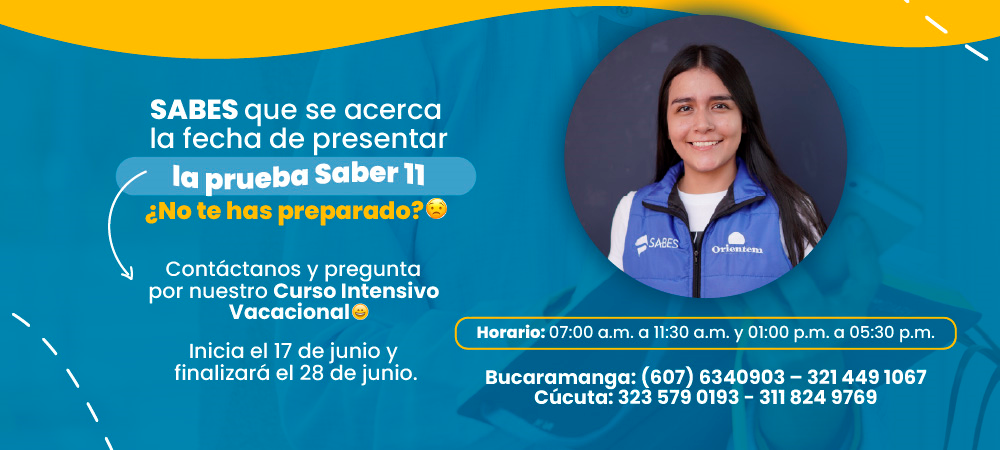 SABES que se acerca
la fecha de presentar
la prueba Saber 11
¿No te has preparado?😟
Contáctanos y pregunta
por nuestro Curso Intensivo
Vacacional😄
Inicia el 17 de junio y
finalizará el 28 de junio.
SABES
Orientem
Horario: 07:00 a.m. a 11:30 a.m. y 01:00 p.m. a 05:30 p.m.
Bucaramanga: (607) 6340903 – 321 449 1067
Cúcuta: 323 579 0193 - 311 824 9769